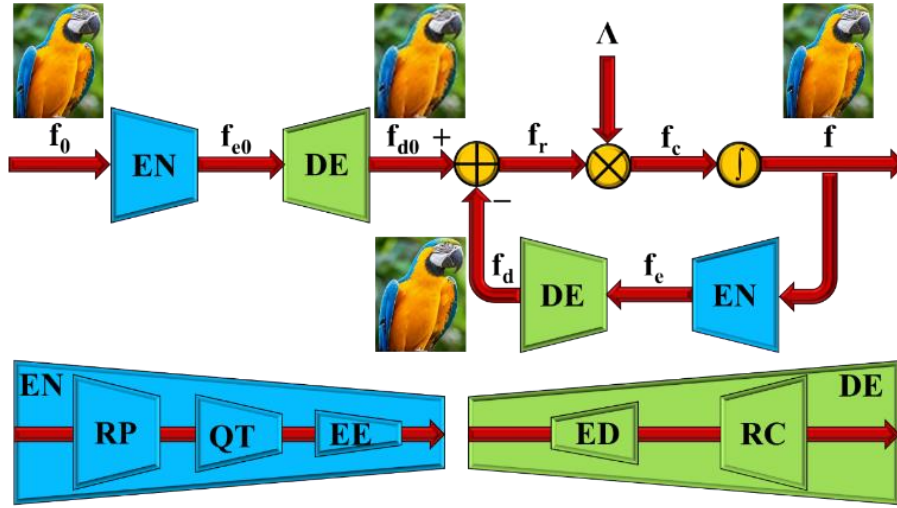 Λ
f0 EN fe0 DE fd0 + fr fc ∫ f
−
fd DE fe EN
EN RP QT EE
ED RC DE